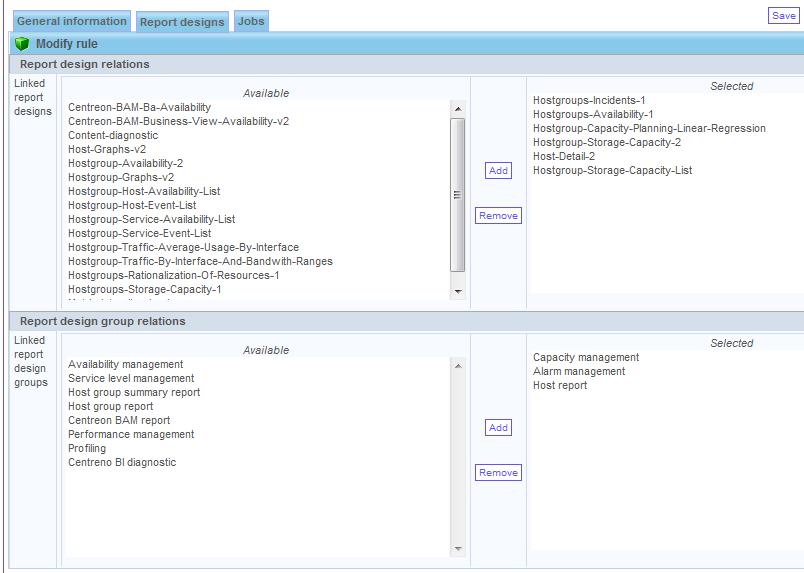 General information Report designs Jobs Save
Modify rule
Report design relations
Linked
report
designs
Available
Centreon-BAM-Ba-Availability
Centreon-BAM-Business-View-Availability-v2
Content-diagnostic
Host-Graphs-v2
Hostgroup-Availability-2
Hostgroup-Graphs-v2
Hostgroup-Host-Availability-List
Hostgroup-Host-Event-List
Hostgroup-Service-Availability-List
Hostgroup-Service-Event-List
Hostgroup-Traffic-Average-Usage-By-Interface
Hostgroup-Traffic-By-Interface-And-Bandwith-Ranges
Hostgroups-Rationalization-Of-Resources-1
Hostgroups-Storage-Capacity-1
Add
Remove
Selected
Hostgroups-Incidents-1
Hostgroups-Availability-1
Hostgroup-Capacity-Planning-Linear-Regression
Hostgroup-Storage-Capacity-2
Host-Detail-2
Hostgroup-Storage-Capacity-List
Report design group relations
Linked
report
design
groups
Available
Availability management
Service level management
Host group summary report
Host group report
Centreon BAM report
Performance management
Profiling
Centreno BI diagnostic
Add
Remove
Selected
Capacity management
Alarm management
Host report